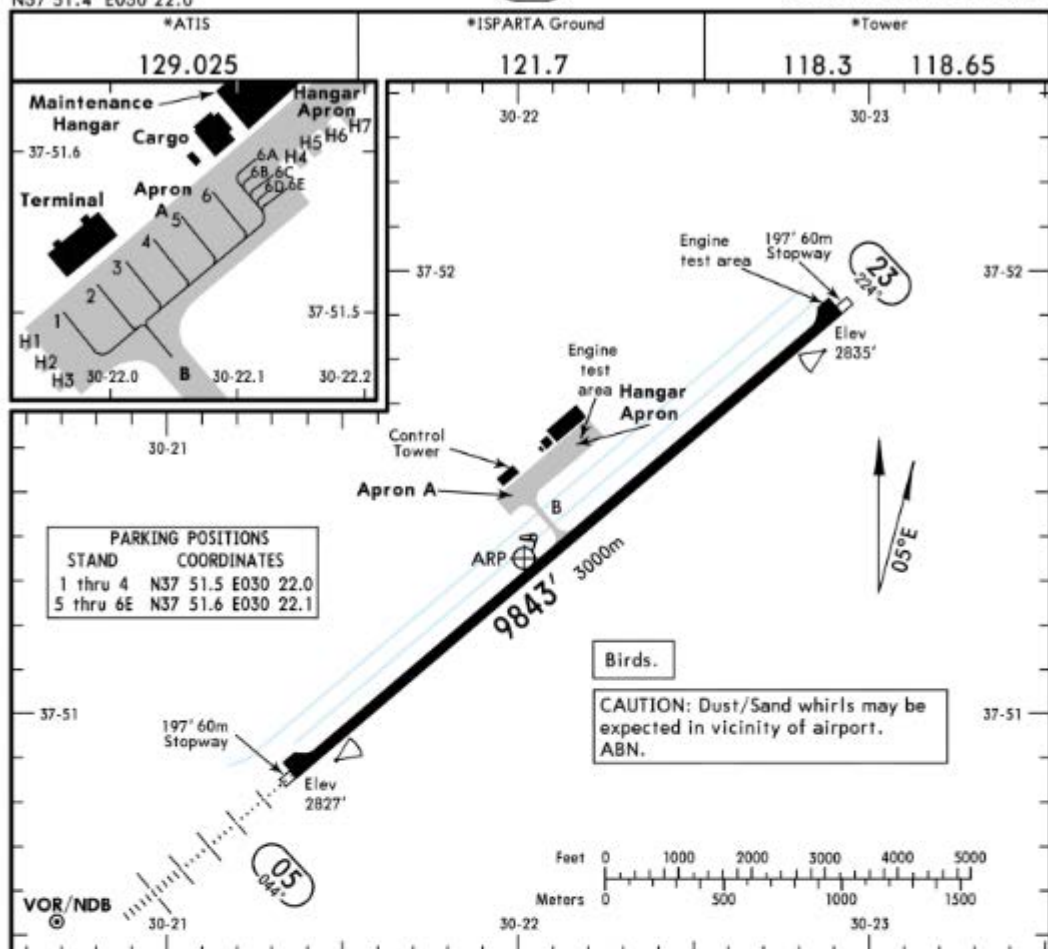 N37 51.4 E030 22.0
*ATIS
*ISPARTA Ground
*Tower
129.025
121.7
118.3 118.65
Maintenance
Hangar
Hangar
Apron
Cargo
37-51.6
Terminal
Apron
A
6A
6B
6C
6D
6E
H4
H5
H6
H7
1
2
3
4
5
6
37-51.5
H1
H2
H3
B
30-22.0
30-22.1
30-22.2
30-22
30-23
37-52
37-52
Engine
test area
197' 60m
Stopway
23
224°
Elev
2835'
Engine
test
area
Hangar
Apron
30-21
Control
Tower
Apron A
B
ARP
9843'
3000m
05°E
PARKING POSITIONS
STAND COORDINATES
1 thru 4 N37 51.5 E030 22.0
5 thru 6E N37 51.6 E030 22.1
Birds.
CAUTION: Dust/Sand whirls may be
expected in vicinity of airport.
ABN.
37-51
37-51
197' 60m
Stopway
Elev
2827'
05
044°
VOR/NDB
Feet 0 1000 2000 3000 4000 5000
Meters 0 500 1000 1500
30-21
30-22
30-23